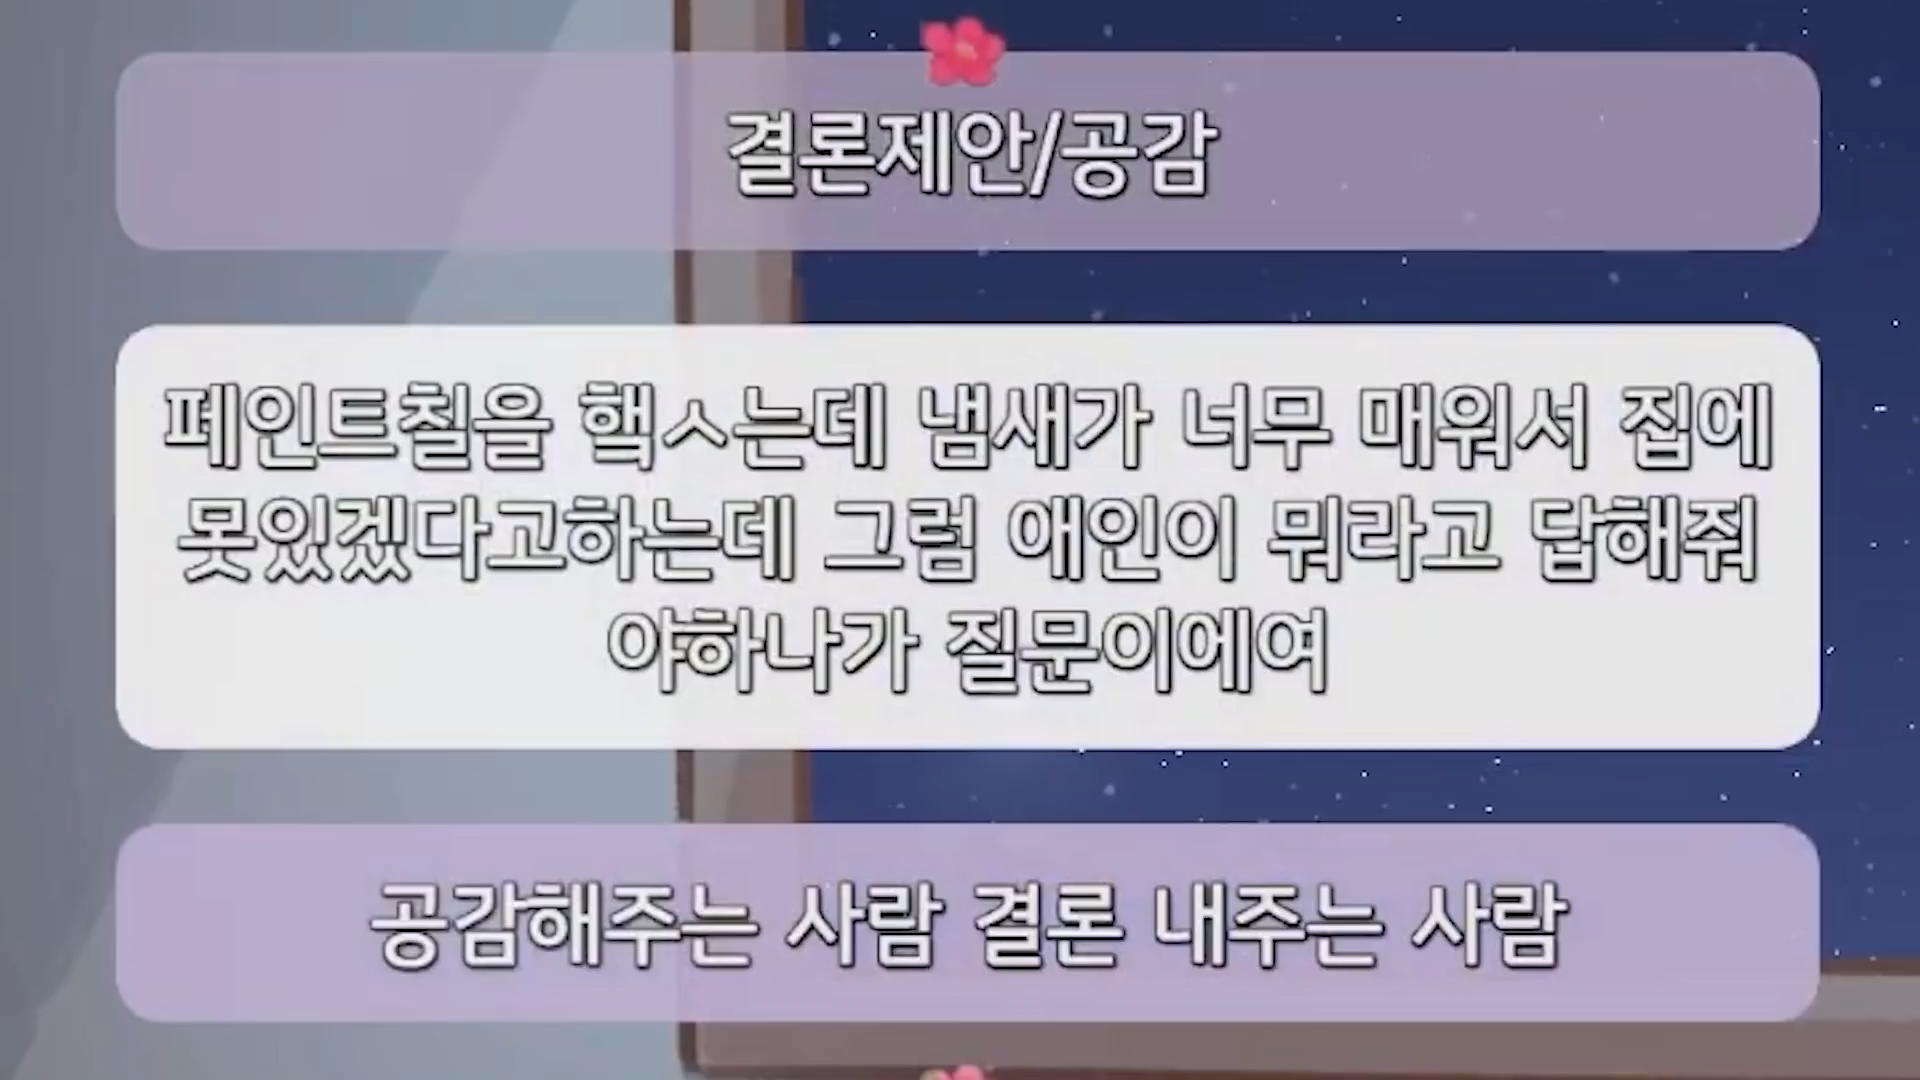 결론제안/공감
페인트칠을 핶ㅅ는데 냄새가 너무 매워서 집에
못있겠다고하는데 그럼 애인이 뭐라고 답해줘
야하나가 질문이에여
공감해주는 사람 결론 내주는 사람